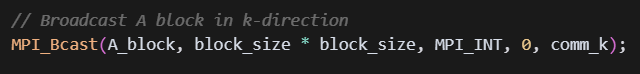 // Broadcast A block in k-direction
MPI_Bcast(A_block, block_size * block_size, MPI_INT, 0, comm_k);